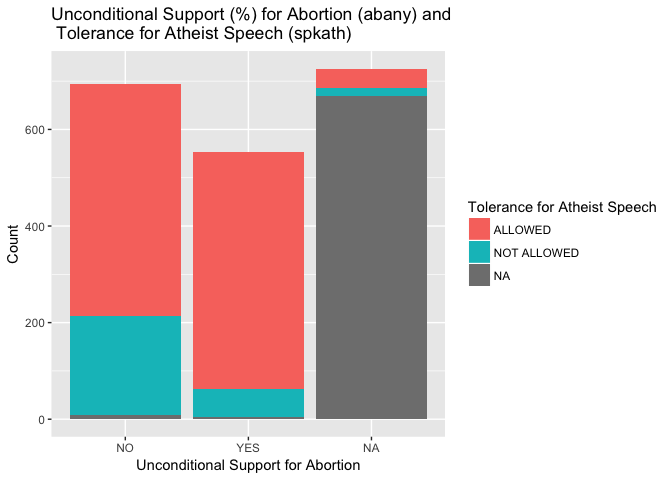 Unconditional Support (%) for Abortion (abany) and
Tolerance for Atheist Speech (spkath)
600
400
200
0
Count
NO
YES
NA
Unconditional Support for Abortion
Tolerance for Atheist Speech
ALLOWED
NOT ALLOWED
NA